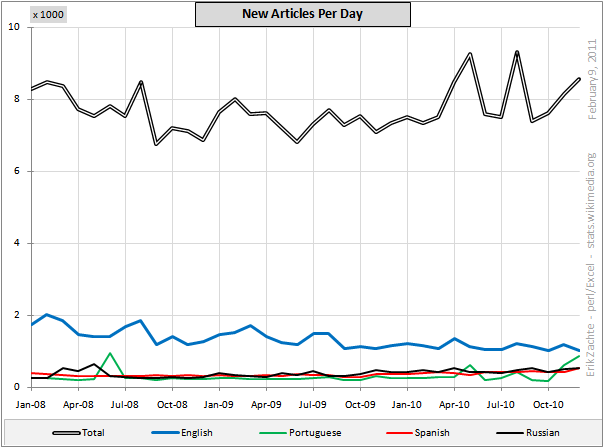 New Articles Per Day
x 1000
10
8
6
4
2
0
Jan-08 Apr-08 Jul-08 Oct-08 Jan-09 Apr-09 Jul-09 Oct-09 Jan-10 Apr-10 Jul-10 Oct-10
Total English Portuguese Spanish Russian
February 9, 2011
ErikZachte - perl/Excel - stats.wikimedia.org